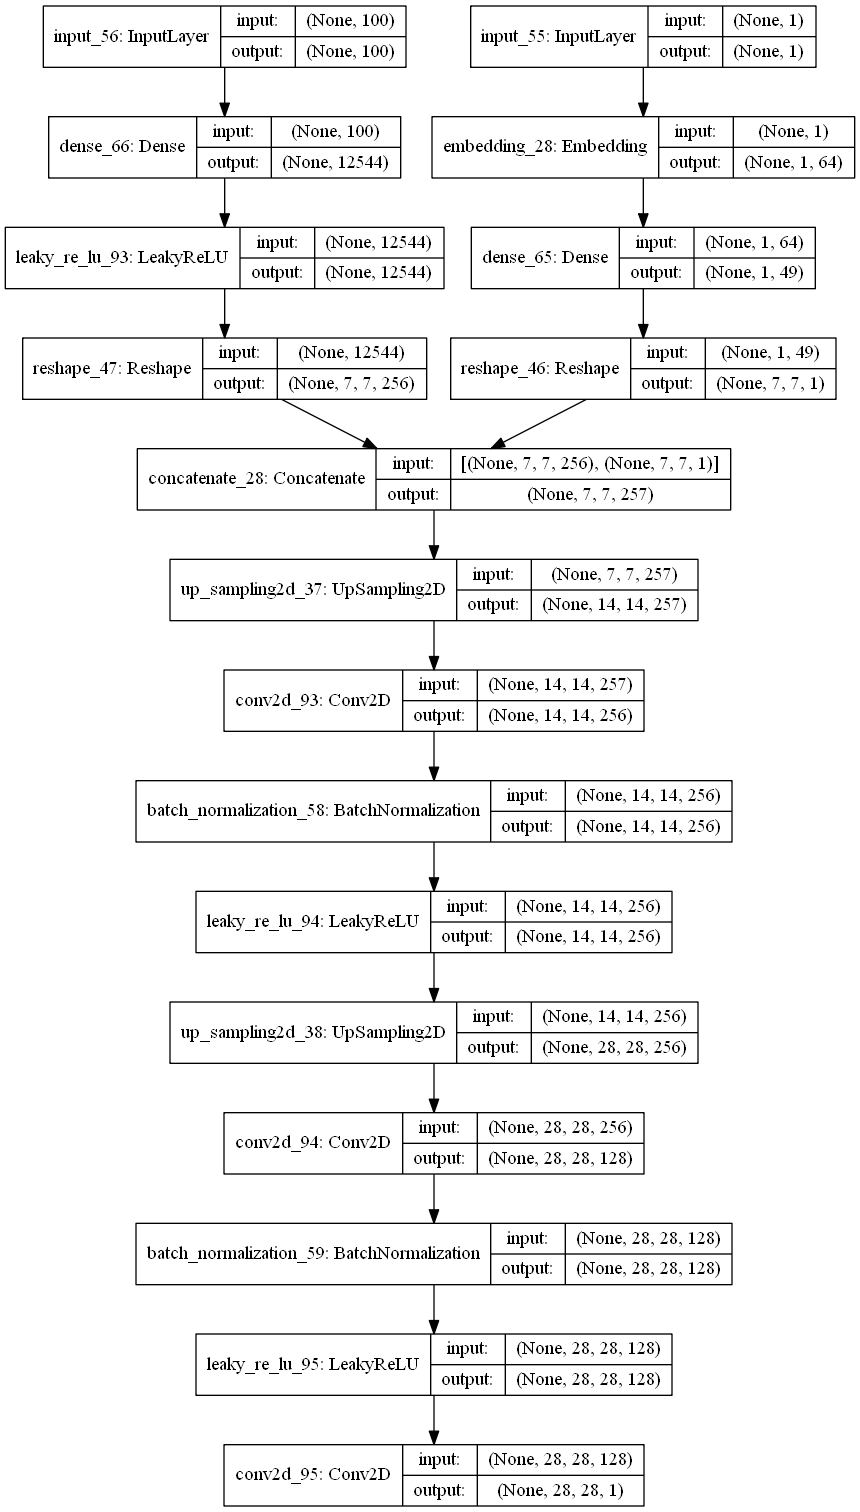 input_56: InputLayer
input: (None, 100)
output: (None, 100)
input_55: InputLayer
input: (None, 1)
output: (None, 1)
dense_66: Dense
input: (None, 100)
output: (None, 12544)
embedding_28: Embedding
input: (None, 1)
output: (None, 1, 64)
leaky_re_lu_93: LeakyReLU
input: (None, 12544)
output: (None, 12544)
dense_65: Dense
input: (None, 1, 64)
output: (None, 1, 49)
reshape_47: Reshape
input: (None, 12544)
output: (None, 7, 7, 256)
reshape_46: Reshape
input: (None, 1, 49)
output: (None, 7, 7, 1)
concatenate_28: Concatenate
input: [(None, 7, 7, 256), (None, 7, 7, 1)]
output: (None, 7, 7, 257)
up_sampling2d_37: UpSampling2D
input: (None, 7, 7, 257)
output: (None, 14, 14, 257)
conv2d_93: Conv2D
input: (None, 14, 14, 257)
output: (None, 14, 14, 256)
batch_normalization_58: BatchNormalization
input: (None, 14, 14, 256)
output: (None, 14, 14, 256)
leaky_re_lu_94: LeakyReLU
input: (None, 14, 14, 256)
output: (None, 14, 14, 256)
up_sampling2d_38: UpSampling2D
input: (None, 14, 14, 256)
output: (None, 28, 28, 256)
conv2d_94: Conv2D
input: (None, 28, 28, 256)
output: (None, 28, 28, 128)
batch_normalization_59: BatchNormalization
input: (None, 28, 28, 128)
output: (None, 28, 28, 128)
leaky_re_lu_95: LeakyReLU
input: (None, 28, 28, 128)
output: (None, 28, 28, 128)
conv2d_95: Conv2D
input: (None, 28, 28, 128)
output: (None, 28, 28, 1)